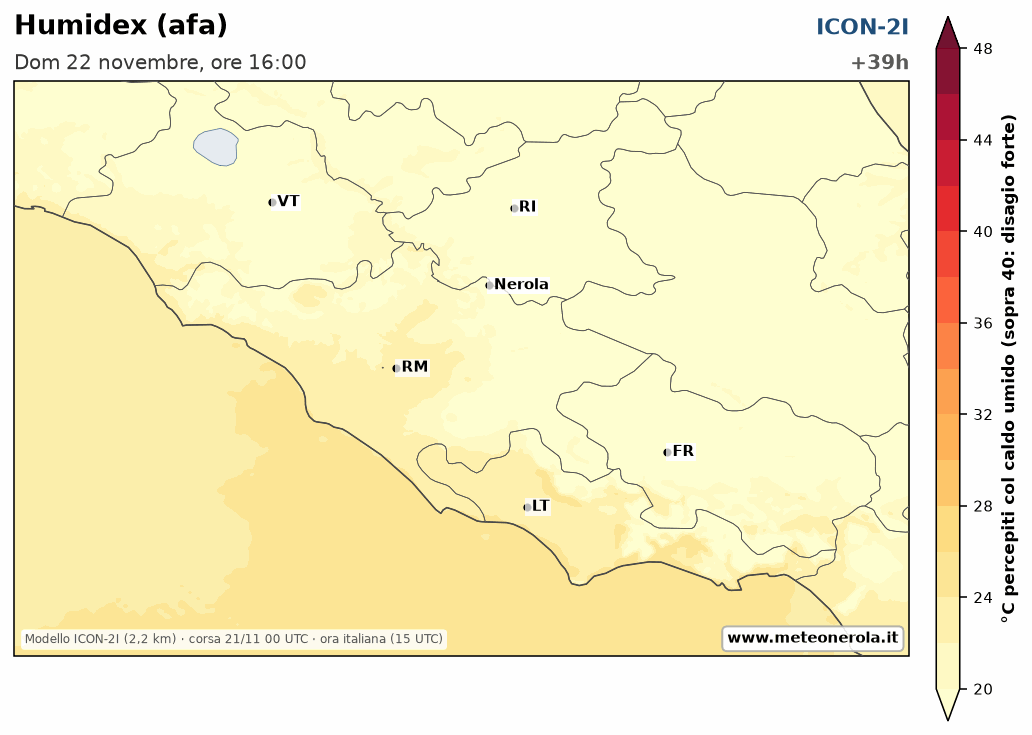 Humidex (afa)
ICON-2I
Dom 22 novembre, ore 16:00
+39h
VT
RI
Nerola
RM
FR
LT
Modello ICON-2I (2,2 km) · corsa 21/11 00 UTC · ora italiana (15 UTC)
www.meteonerola.it
48
44
40
36
32
28
24
20
°C percepiti col caldo umido (sopra 40: disagio forte)